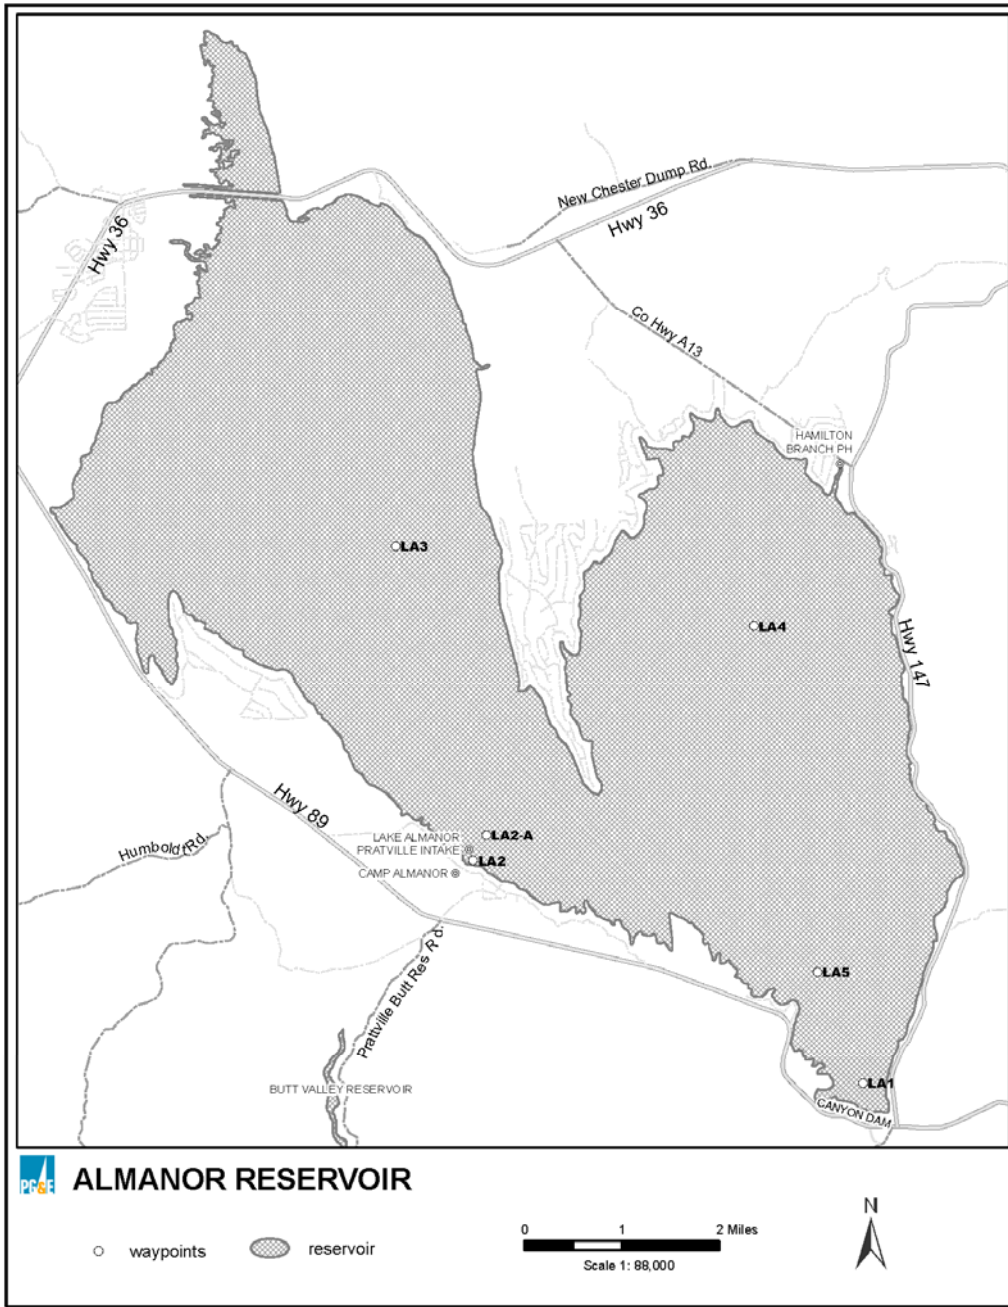 New Chester Dump Rd.
Hwy 36
Hwy 36
Co Hwy A13
HAMILTON
BRANCH PH
LA3
LA4
Hwy 147
Hwy 89
LA2-A
LAKE ALMANOR
PRATVILLE INTAKE
LA2
CAMP ALMANOR
Humboldt Rd.
Prattville Butt Res Rd.
LA5
BUTT VALLEY RESERVOIR
LA1
CANYON DAM
PG&E
ALMANOR RESERVOIR
waypoints
reservoir
0 1 2 Miles
Scale 1: 88,000
N